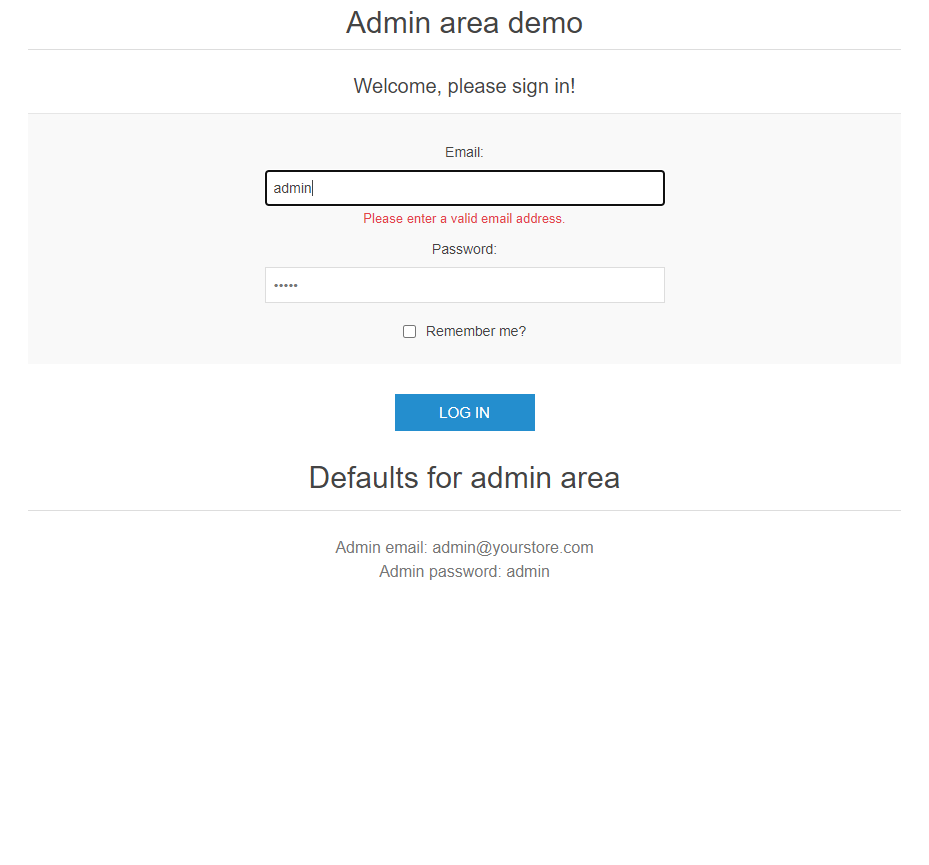 Admin area demo
Welcome, please sign in!
Email:
admin
Please enter a valid email address.
Password:
•••••
Remember me?
LOG IN
Defaults for admin area
Admin email: admin@yourstore.com
Admin password: admin